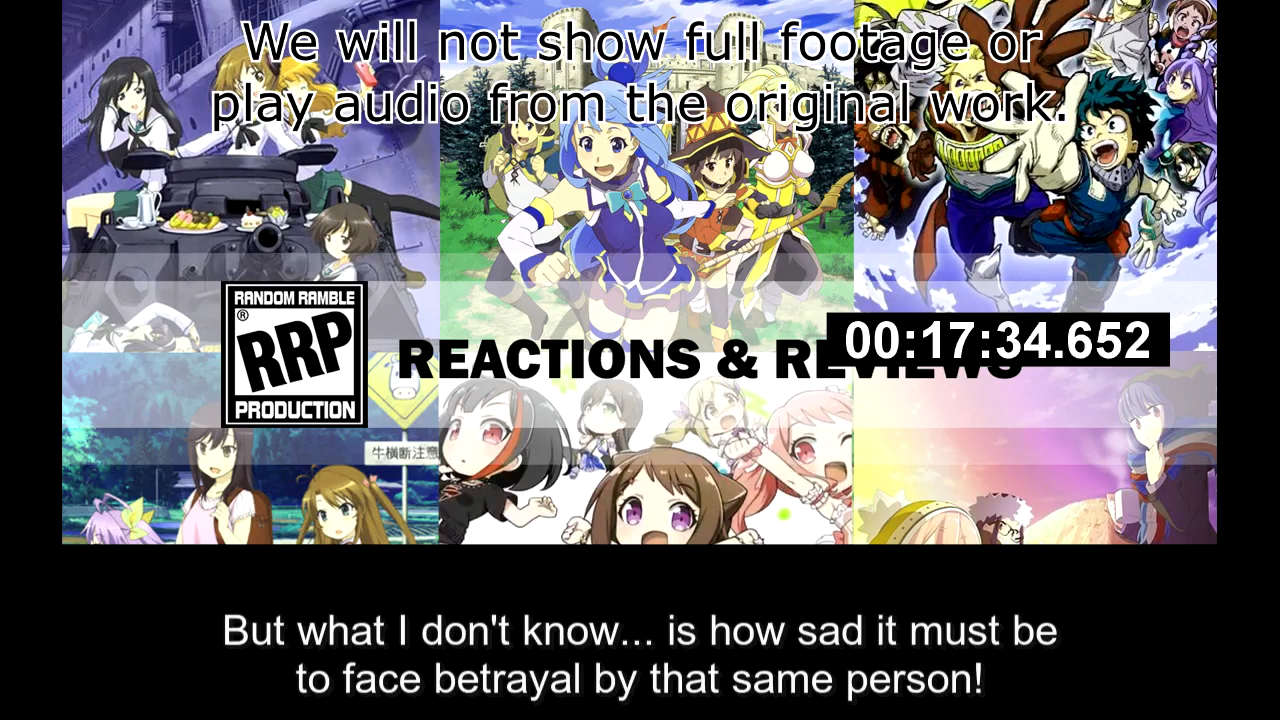 We will not show full footage or
play audio from the original work.
RANDOM RAMBLE
®
RRP
PRODUCTION
REACTIONS & REVIEWS
00:17:34.652
牛横断注意
But what I don't know... is how sad it must be
to face betrayal by that same person!